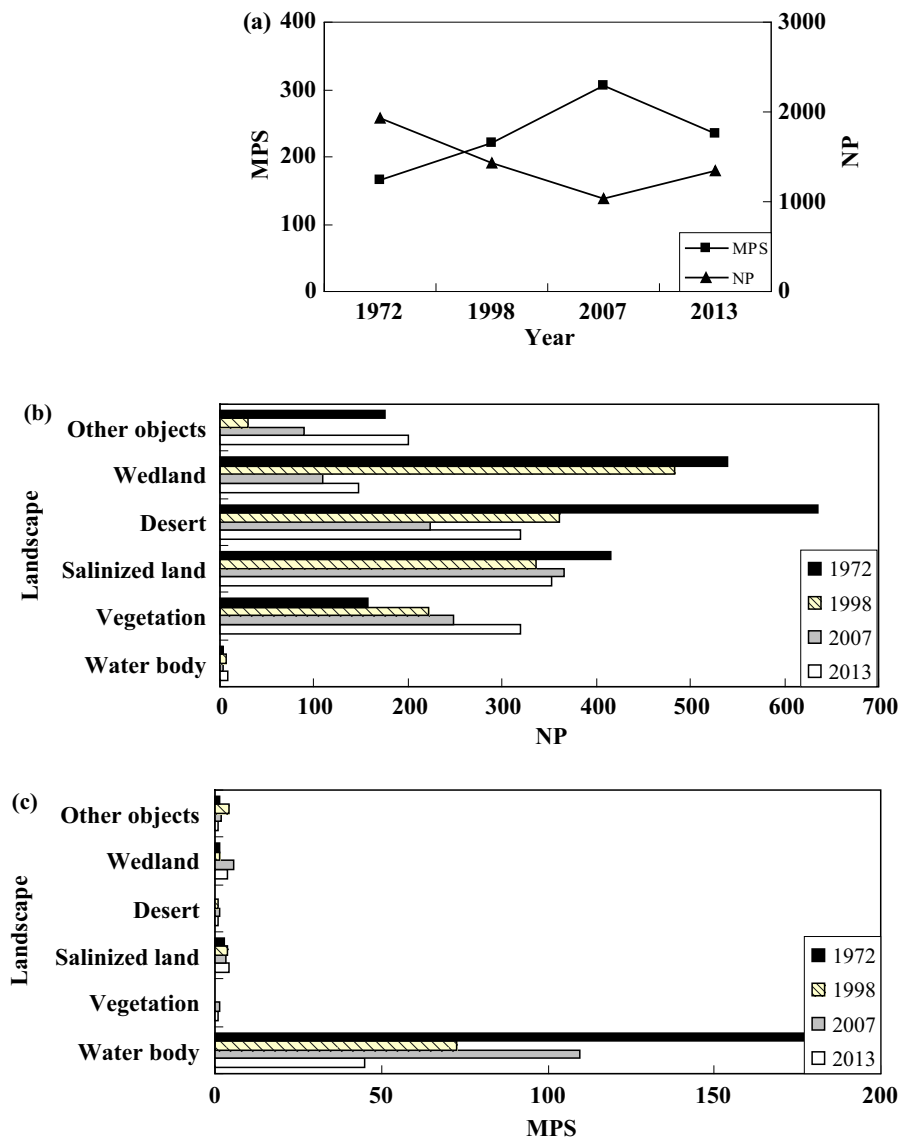 (a)
400
300
200
100
0
MPS
3000
2000
1000
0
NP
MPS
NP
1972 1998 2007 2013
Year
(b)
Landscape
Other objects
Wedland
Desert
Salinized land
Vegetation
Water body
1972
1998
2007
2013
0 100 200 300 400 500 600 700
NP
(c)
Landscape
Other objects
Wedland
Desert
Salinized land
Vegetation
Water body
1972
1998
2007
2013
0 50 100 150 200
MPS